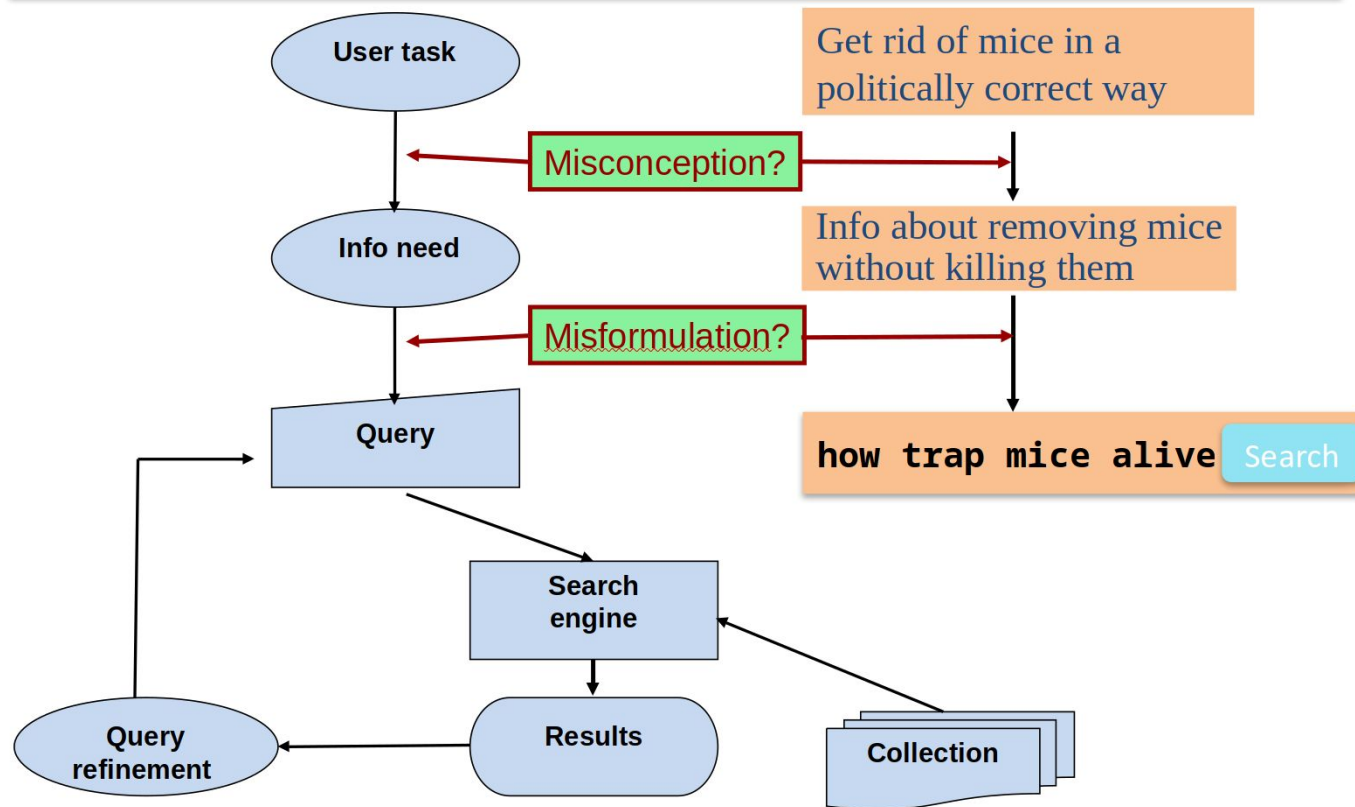 User task
Get rid of mice in a
politically correct way
Misconception?
Info need
Info about removing mice
without killing them
Misformulation?
Query
how trap mice alive
Search
Search
engine
Query
refinement
Results
Collection